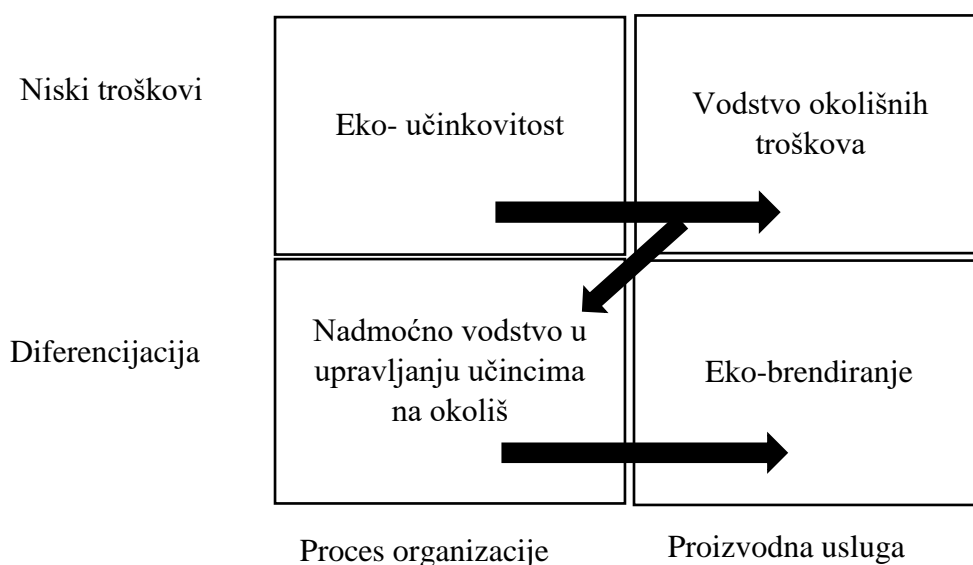 Niski troškovi
Eko- učinkovitost
Vodstvo okolišnih
troškova
Diferencijacija
Nadmoćno vodstvo u
upravljanju učincima
na okoliš
Eko-brendiranje
Proces organizacije
Proizvodna usluga